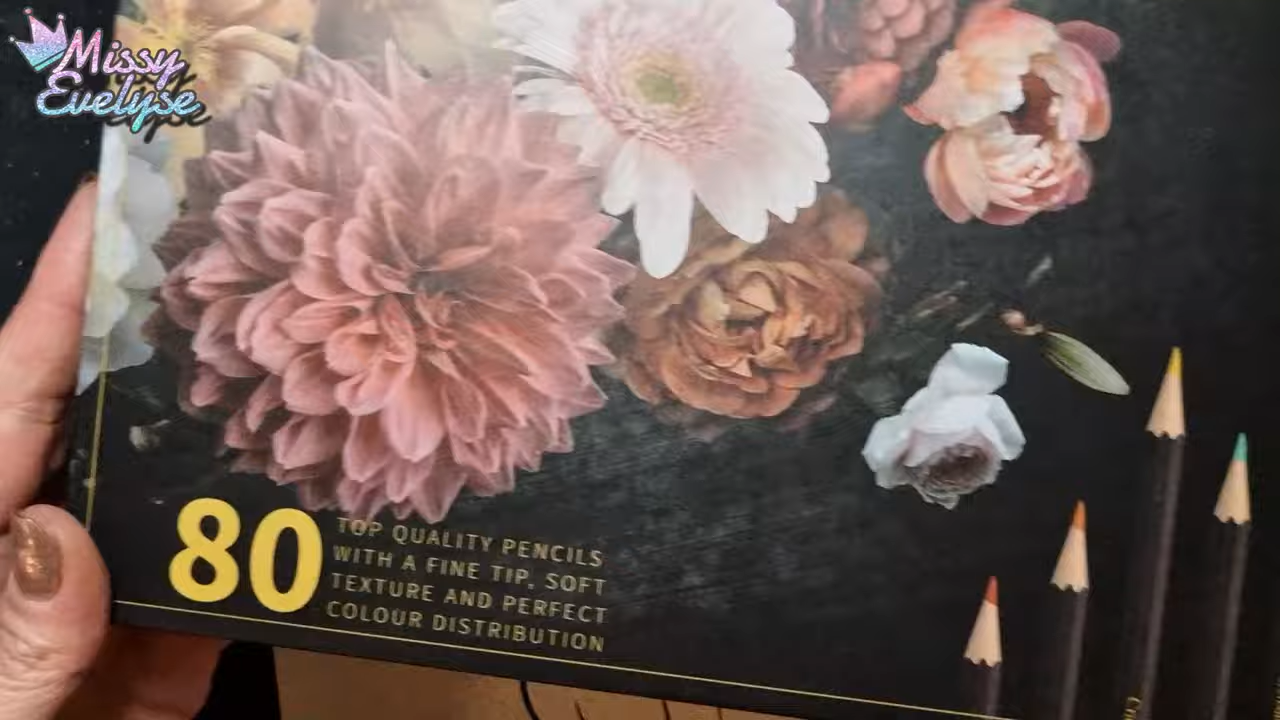 Missy
Evelyse
80
TOP QUALITY PENCILS
WITH A FINE TIP, SOFT
TEXTURE AND PERFECT
COLOUR DISTRIBUTION